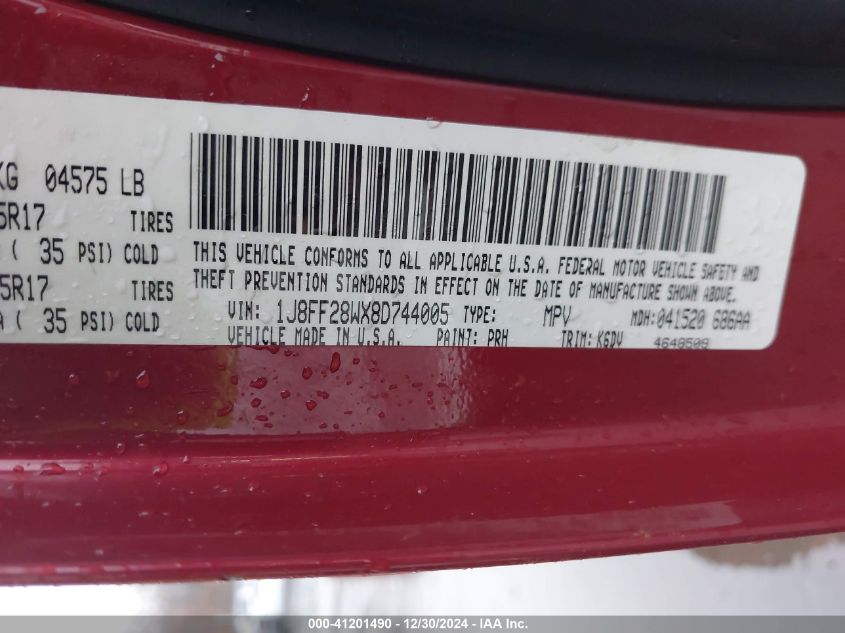 KG 04575 LB
5R17 TIRES
( 35 PSI) COLD
5R17 TIRES
A ( 35 PSI) COLD
THIS VEHICLE CONFORMS TO ALL APPLICABLE U.S.A. FEDERAL MOTOR VEHICLE SAFETY AND
THEFT PREVENTION STANDARDS IN EFFECT ON THE DATE OF MANUFACTURE SHOWN ABOVE.
VIN: 1J8FF28WX8D744005 TYPE: MPV MDH: 041520 686AA
VEHICLE MADE IN U.S.A. PAINT: PRH TRIM: K6DV 4648509
000-41201490 - 12/30/2024 - IAA Inc.